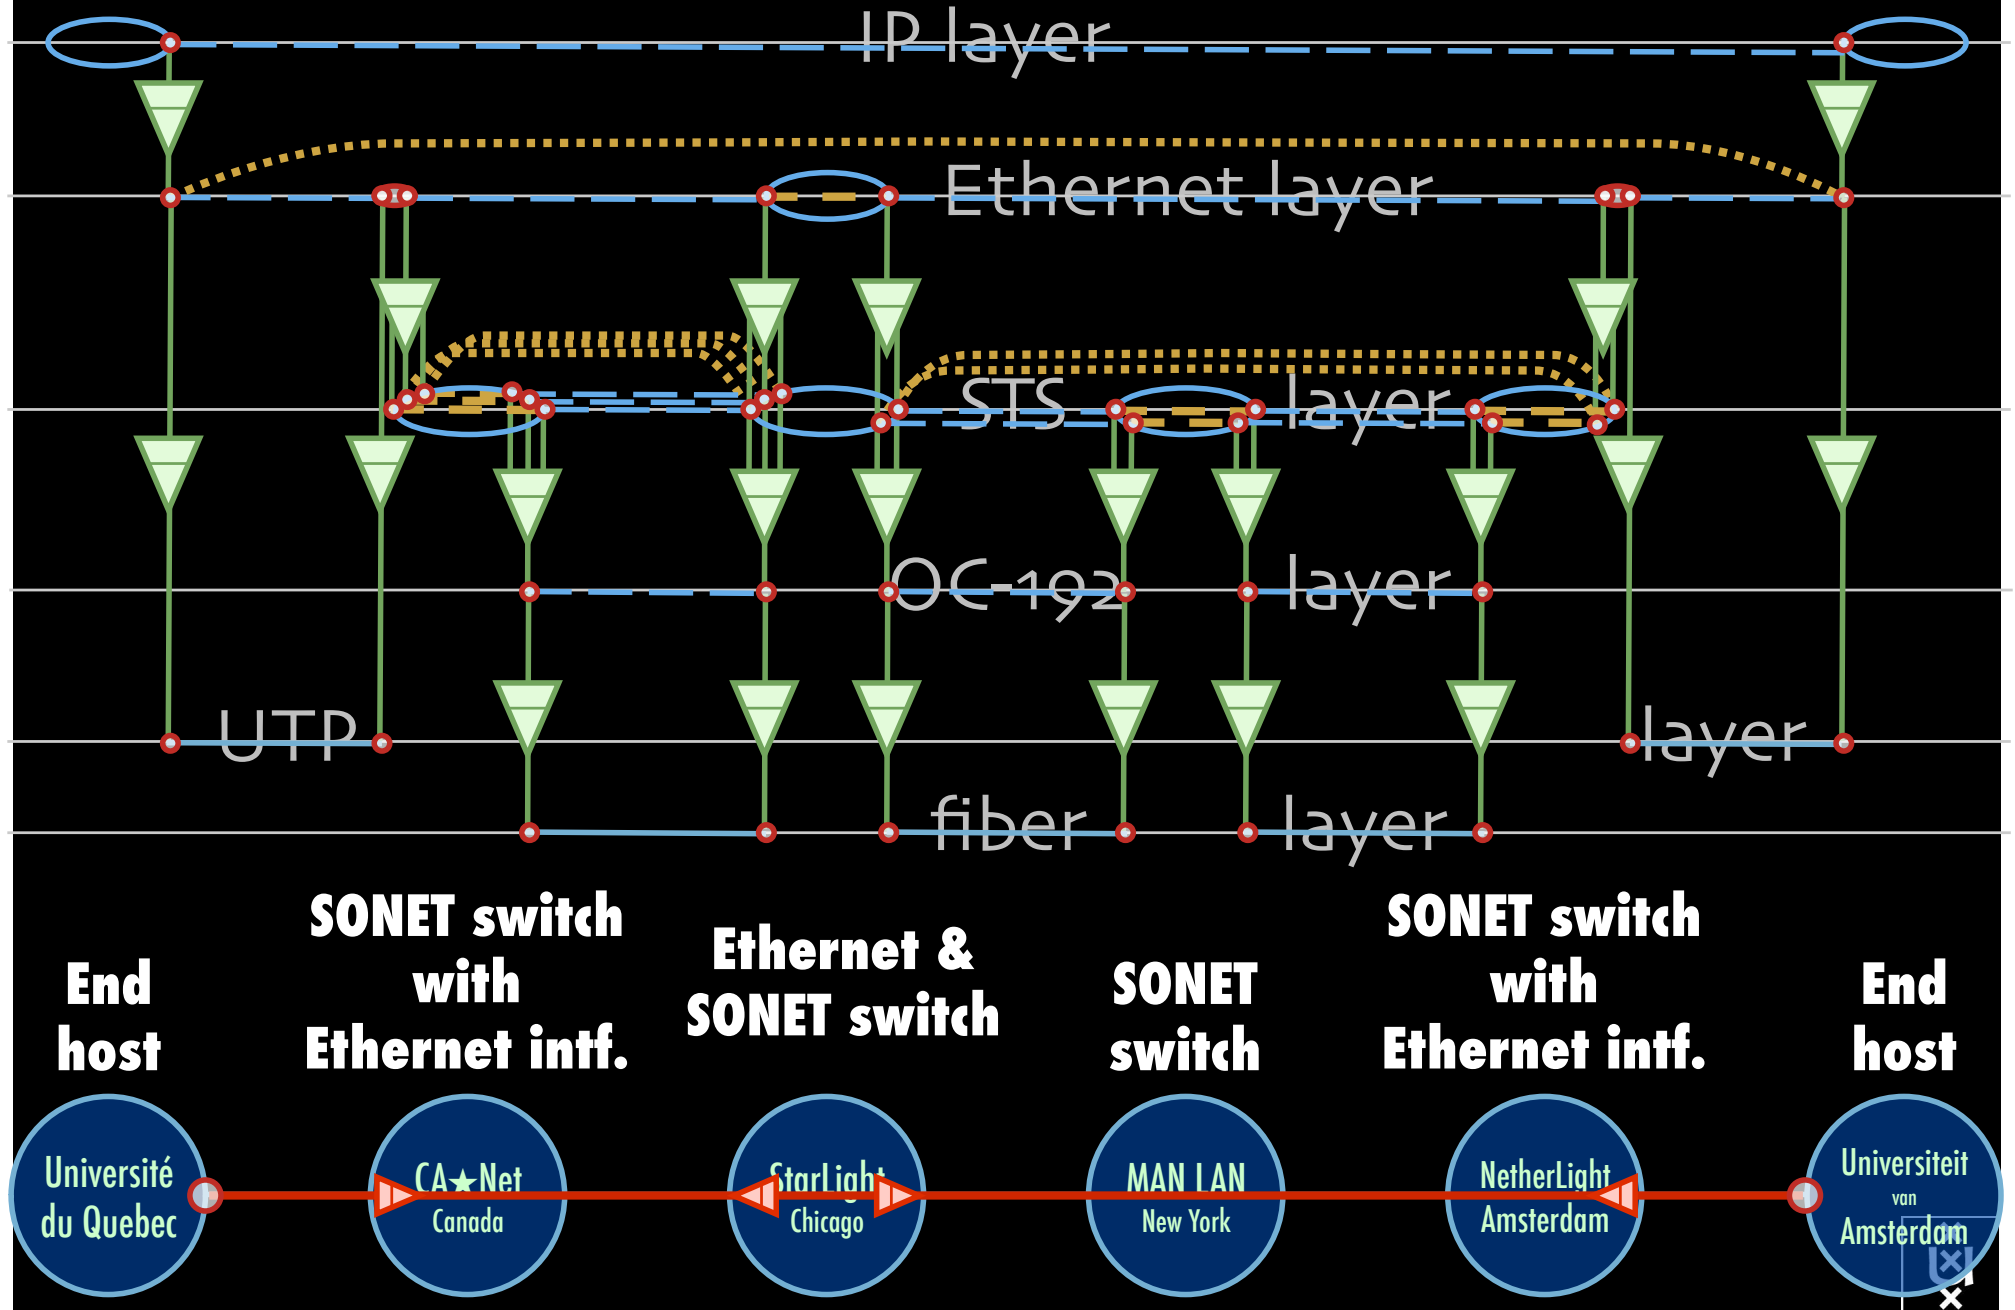 IP layer
Ethernet layer
STS layer
OC-192 layer
UTP layer
fiber layer
End
host
SONET switch
with
Ethernet intf.
Ethernet &
SONET switch
SONET
switch
SONET switch
with
Ethernet intf.
End
host
Université
du Quebec
CA★Net
Canada
StarLight
Chicago
MAN LAN
New York
NetherLight
Amsterdam
Universiteit
van
Amsterdam